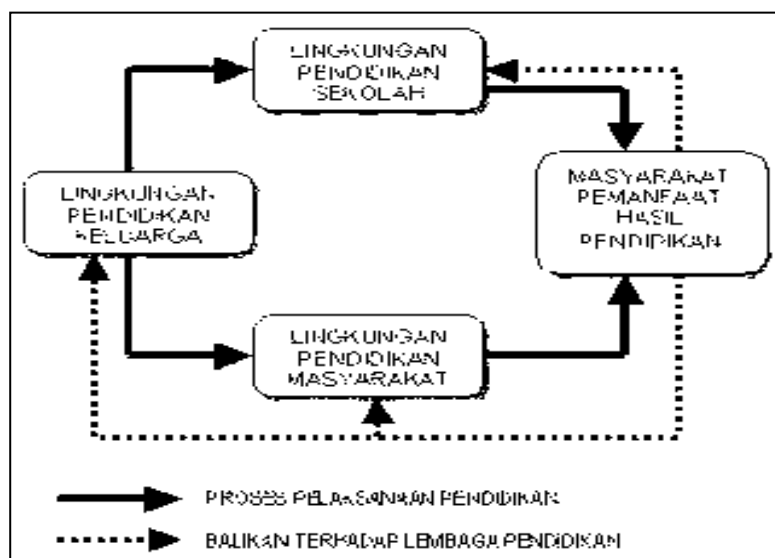 LINGKUNGAN
PENDIDIKAN
SEKOLAH
LINGKUNGAN
PENDIDIKAN
KELUARGA
MASYARAKAT
PEMANFAAT
HASIL
PENDIDIKAN
LINGKUNGAN
PENDIDIKAN
MASYARAKAT
PROSES PELAKSANAAN PENDIDIKAN
BALIKAN TERHADAP LEMBAGA PENDIDIKAN